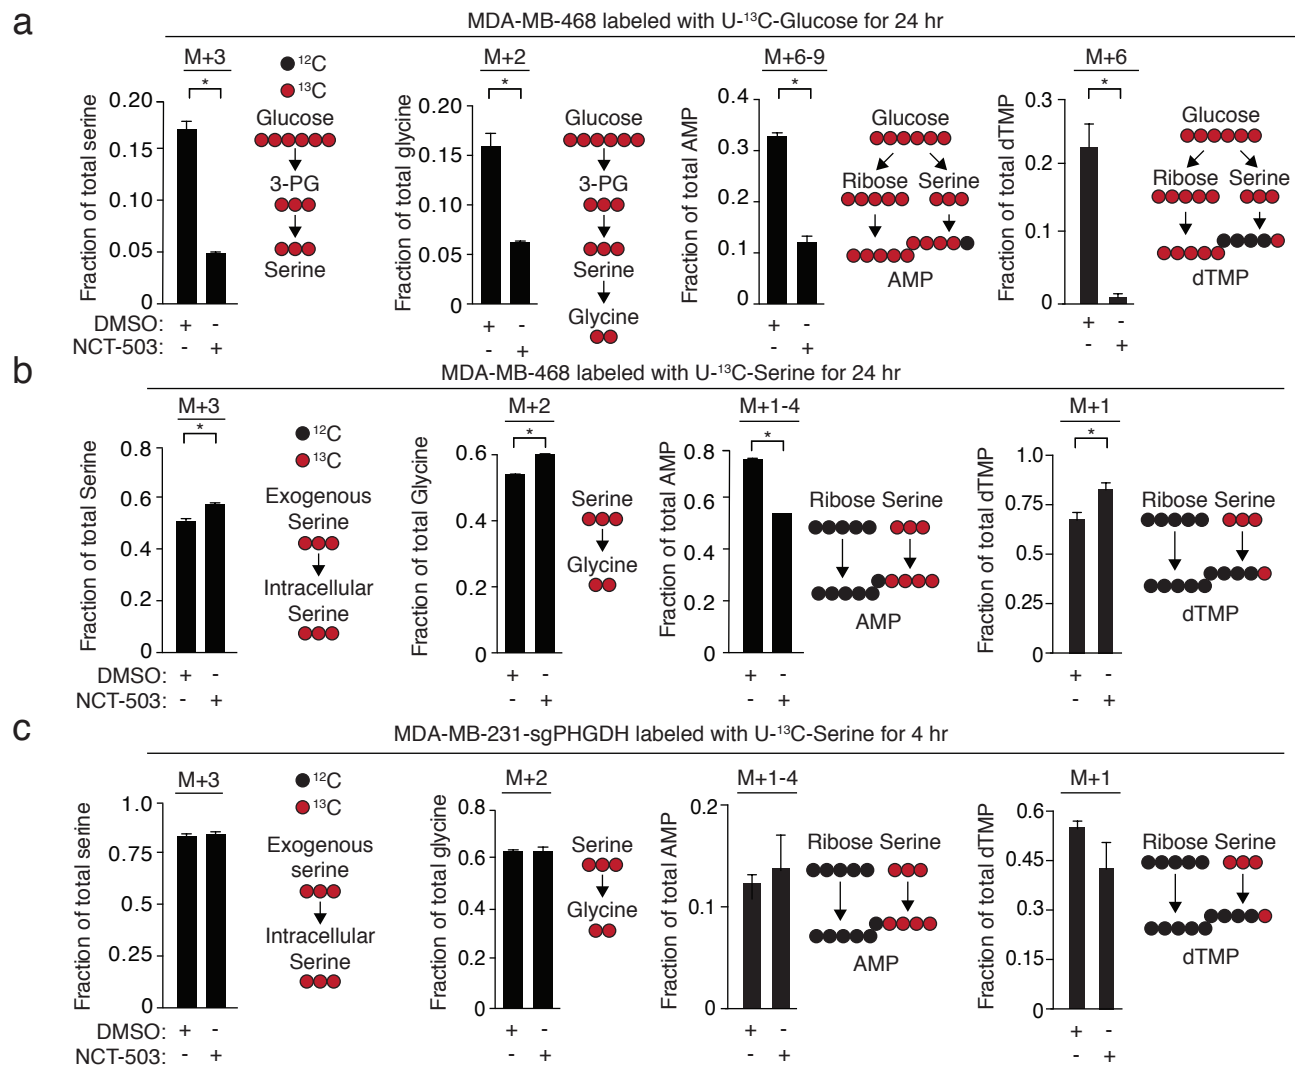 a
MDA-MB-468 labeled with U-¹³C-Glucose for 24 hr
M+3
*
Fraction of total serine
0.20
0.15
0.10
0.05
0
¹²C
¹³C
Glucose
3-PG
Serine
M+2
*
Fraction of total glycine
0.20
0.15
0.10
0.05
0
Glucose
3-PG
Serine
Glycine
M+6-9
*
Fraction of total AMP
0.4
0.3
0.2
0.1
0
Glucose
Ribose Serine
AMP
M+6
*
Fraction of total dTMP
0.3
0.2
0.1
0
Glucose
Ribose Serine
dTMP
DMSO: + - + - + - + -
NCT-503: - + - + - + - +
b
MDA-MB-468 labeled with U-¹³C-Serine for 24 hr
M+3
*
Fraction of total Serine
0.8
0.6
0.4
0.2
0
¹²C
¹³C
Exogenous
Serine
Intracellular
Serine
M+2
*
Fraction of total Glycine
0.6
0.4
0.2
0
Serine
Glycine
M+1-4
*
Fraction of total AMP
0.8
0.6
0.4
0.2
0
Ribose Serine
AMP
M+1
*
Fraction of total dTMP
1.0
0.75
0.5
0.25
0
Ribose Serine
dTMP
DMSO: + - + - + - + -
NCT-503: - + - + - + - +
c
MDA-MB-231-sgPHGDH labeled with U-¹³C-Serine for 4 hr
M+3
Fraction of total serine
1.0
0.75
0.5
0.25
0
¹²C
¹³C
Exogenous
serine
Intracellular
Serine
M+2
Fraction of total glycine
0.8
0.6
0.4
0.2
0
Serine
Glycine
M+1-4
Fraction of total AMP
0.2
0.1
0
Ribose Serine
AMP
M+1
Fraction of total dTMP
0.6
0.45
0.3
0.15
0
Ribose Serine
dTMP
DMSO: + - + - + - + -
NCT-503: - + - + - + - +